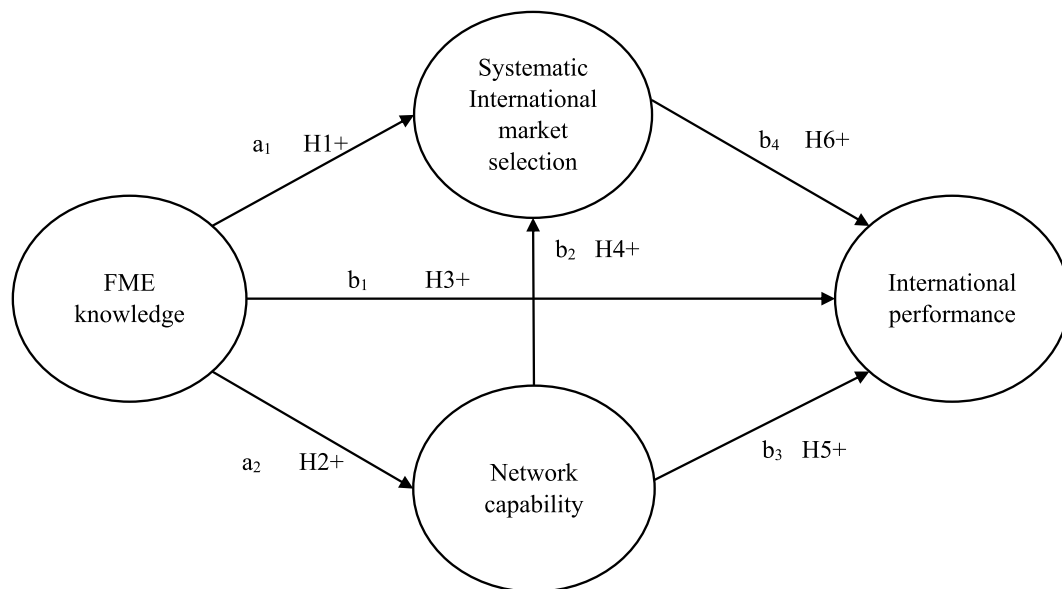 Systematic
International
market
selection
a₁ H1+
b₄ H6+
FME
knowledge
b₂ H4+
b₁ H3+
International
performance
a₂ H2+
Network
capability
b₃ H5+